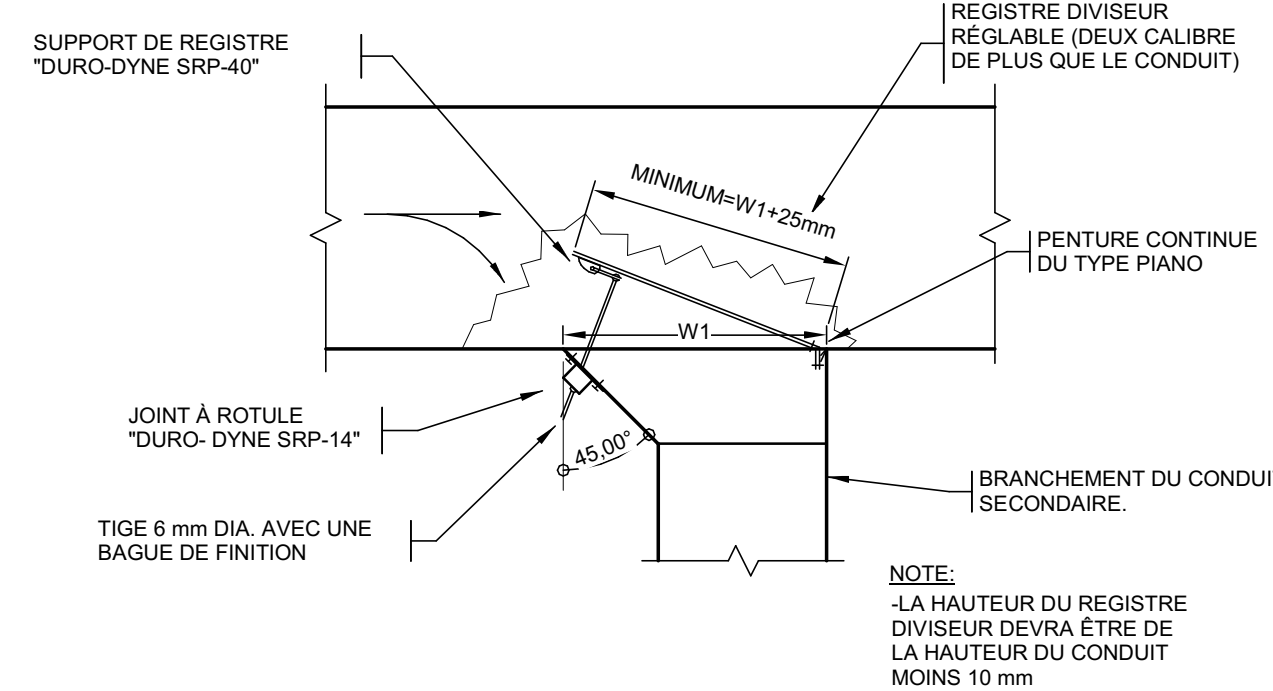 SUPPORT DE REGISTRE
"DURO-DYNE SRP-40"
REGISTRE DIVISEUR
RÉGLABLE (DEUX CALIBRE
DE PLUS QUE LE CONDUIT)
MINIMUM=W1+25mm
PENTURE CONTINUE
DU TYPE PIANO
W1
JOINT À ROTULE
"DURO- DYNE SRP-14"
45,00°
TIGE 6 mm DIA. AVEC UNE
BAGUE DE FINITION
BRANCHEMENT DU CONDUI
SECONDAIRE.
NOTE:
-LA HAUTEUR DU REGISTRE
DIVISEUR DEVRA ÊTRE DE
LA HAUTEUR DU CONDUIT
MOINS 10 mm